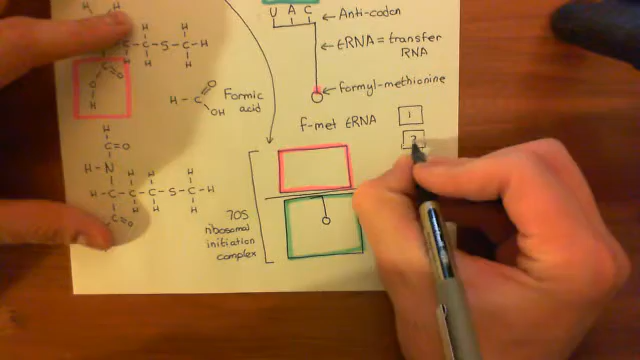 U A C
Anti-codon
tRNA = transfer
RNA
formyl-methionine
f-met tRNA
1
2
Formic
acid
H - C
O
OH
H H H
C - C - S - C - H
H H
C = O
O
H
H
C = O
H - N
H H H
H - C - C - C - S - C - H
H H H
C = O
70S
ribosomal
initiation
complex